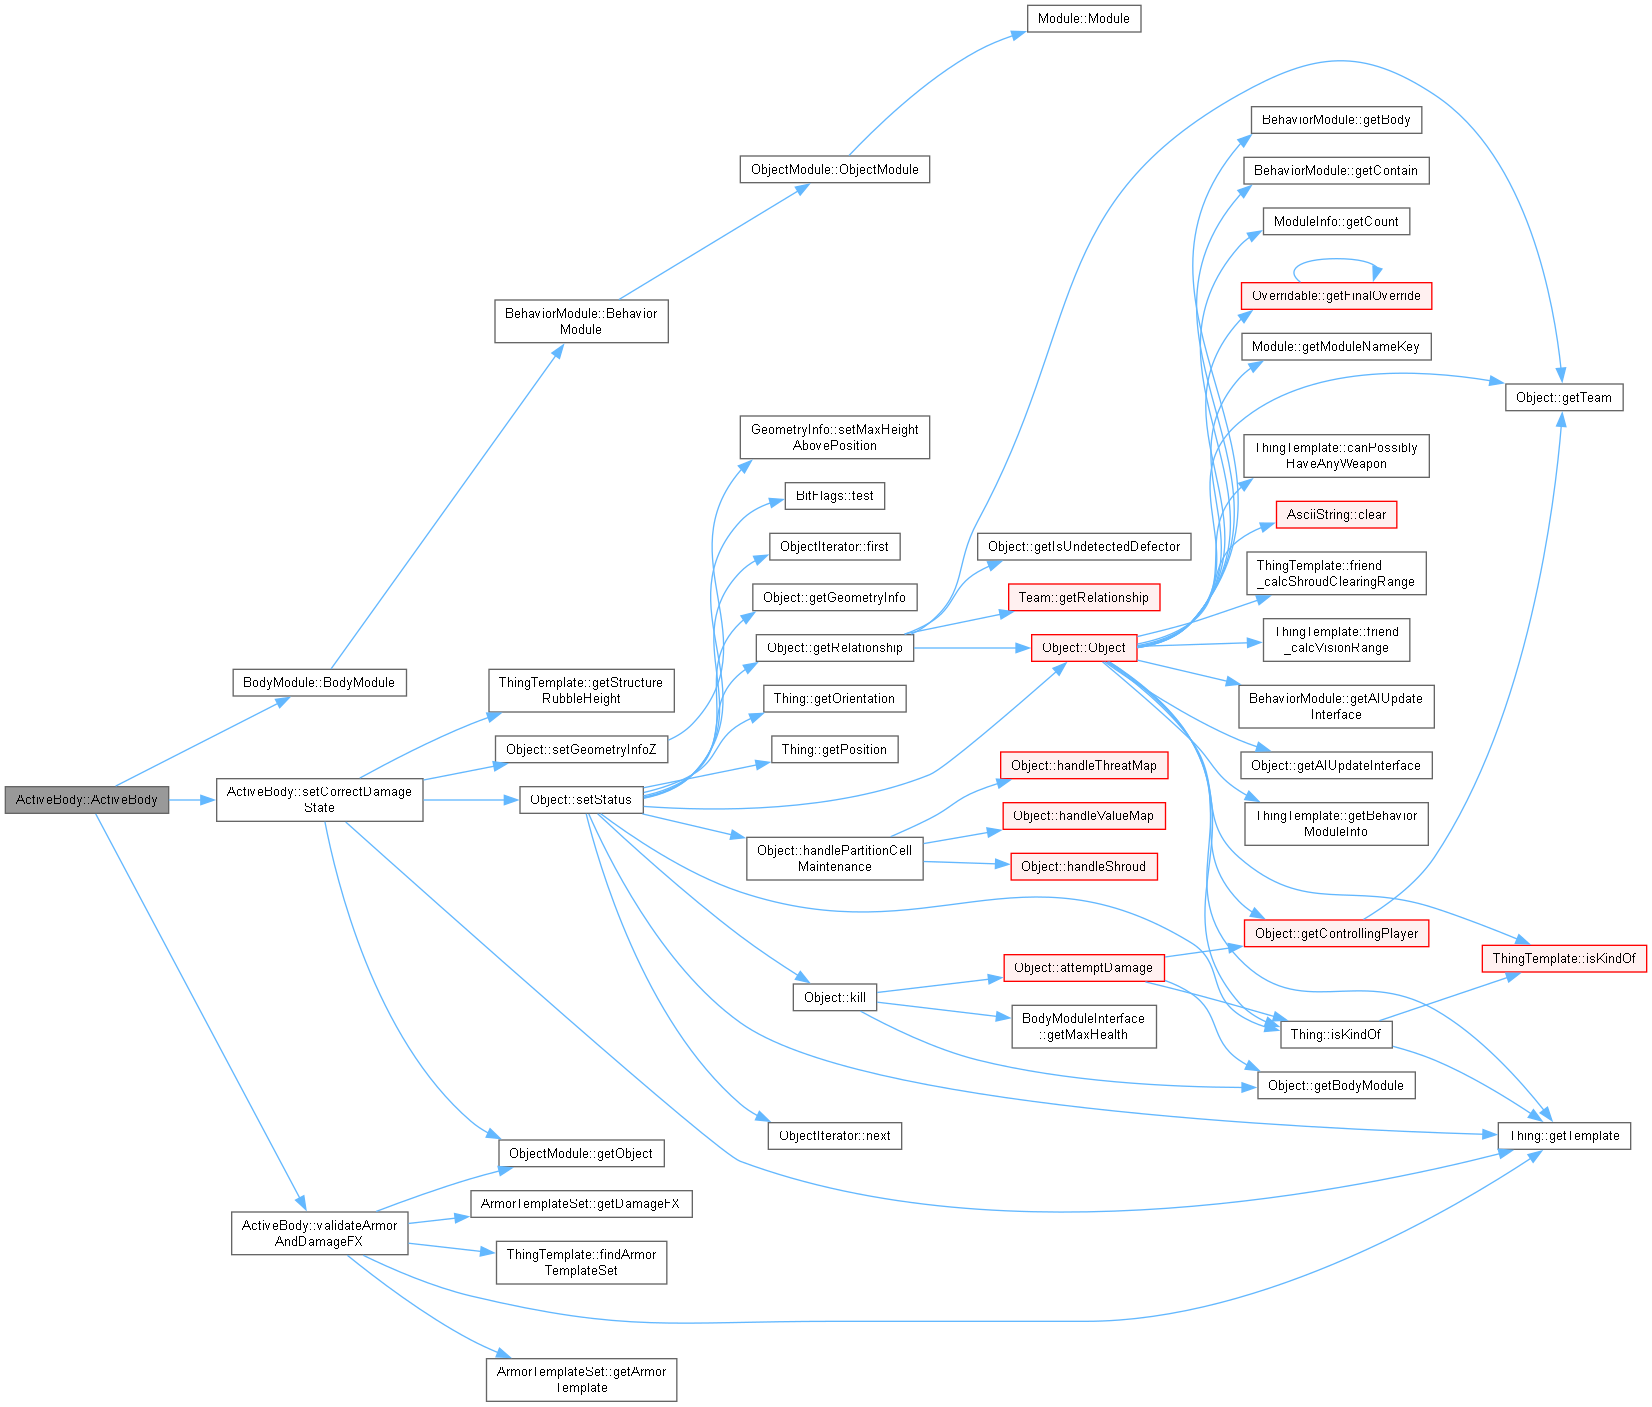 Module::Module
ObjectModule::ObjectModule
BehaviorModule::Behavior
Module
BodyModule::BodyModule
ActiveBody::ActiveBody
ActiveBody::setCorrectDamage
State
ActiveBody::validateArmor
AndDamageFX
ThingTemplate::getStructure
RubbleHeight
Object::setGeometryInfoZ
Object::setStatus
ObjectModule::getObject
ArmorTemplateSet::getDamageFX
ThingTemplate::findArmor
TemplateSet
ArmorTemplateSet::getArmor
Template
GeometryInfo::setMaxHeight
AbovePosition
BitFlags::test
ObjectIterator::first
Object::getGeometryInfo
Object::getRelationship
Thing::getOrientation
Thing::getPosition
Object::handlePartitionCell
Maintenance
Object::kill
ObjectIterator::next
Object::getIsUndetectedDefector
Team::getRelationship
Object::Object
Object::handleThreatMap
Object::handleValueMap
Object::handleShroud
Object::attemptDamage
BodyModuleInterface
::getMaxHealth
BehaviorModule::getBody
BehaviorModule::getContain
ModuleInfo::getCount
Overridable::getFinalOverride
Module::getModuleNameKey
ThingTemplate::canPossibly
HaveAnyWeapon
AsciiString::clear
ThingTemplate::friend
_calcShroudClearingRange
ThingTemplate::friend
_calcVisionRange
BehaviorModule::getAIUpdate
Interface
Object::getAIUpdateInterface
ThingTemplate::getBehavior
ModuleInfo
Object::getControllingPlayer
Thing::isKindOf
Object::getBodyModule
Object::getTeam
ThingTemplate::isKindOf
Thing::getTemplate